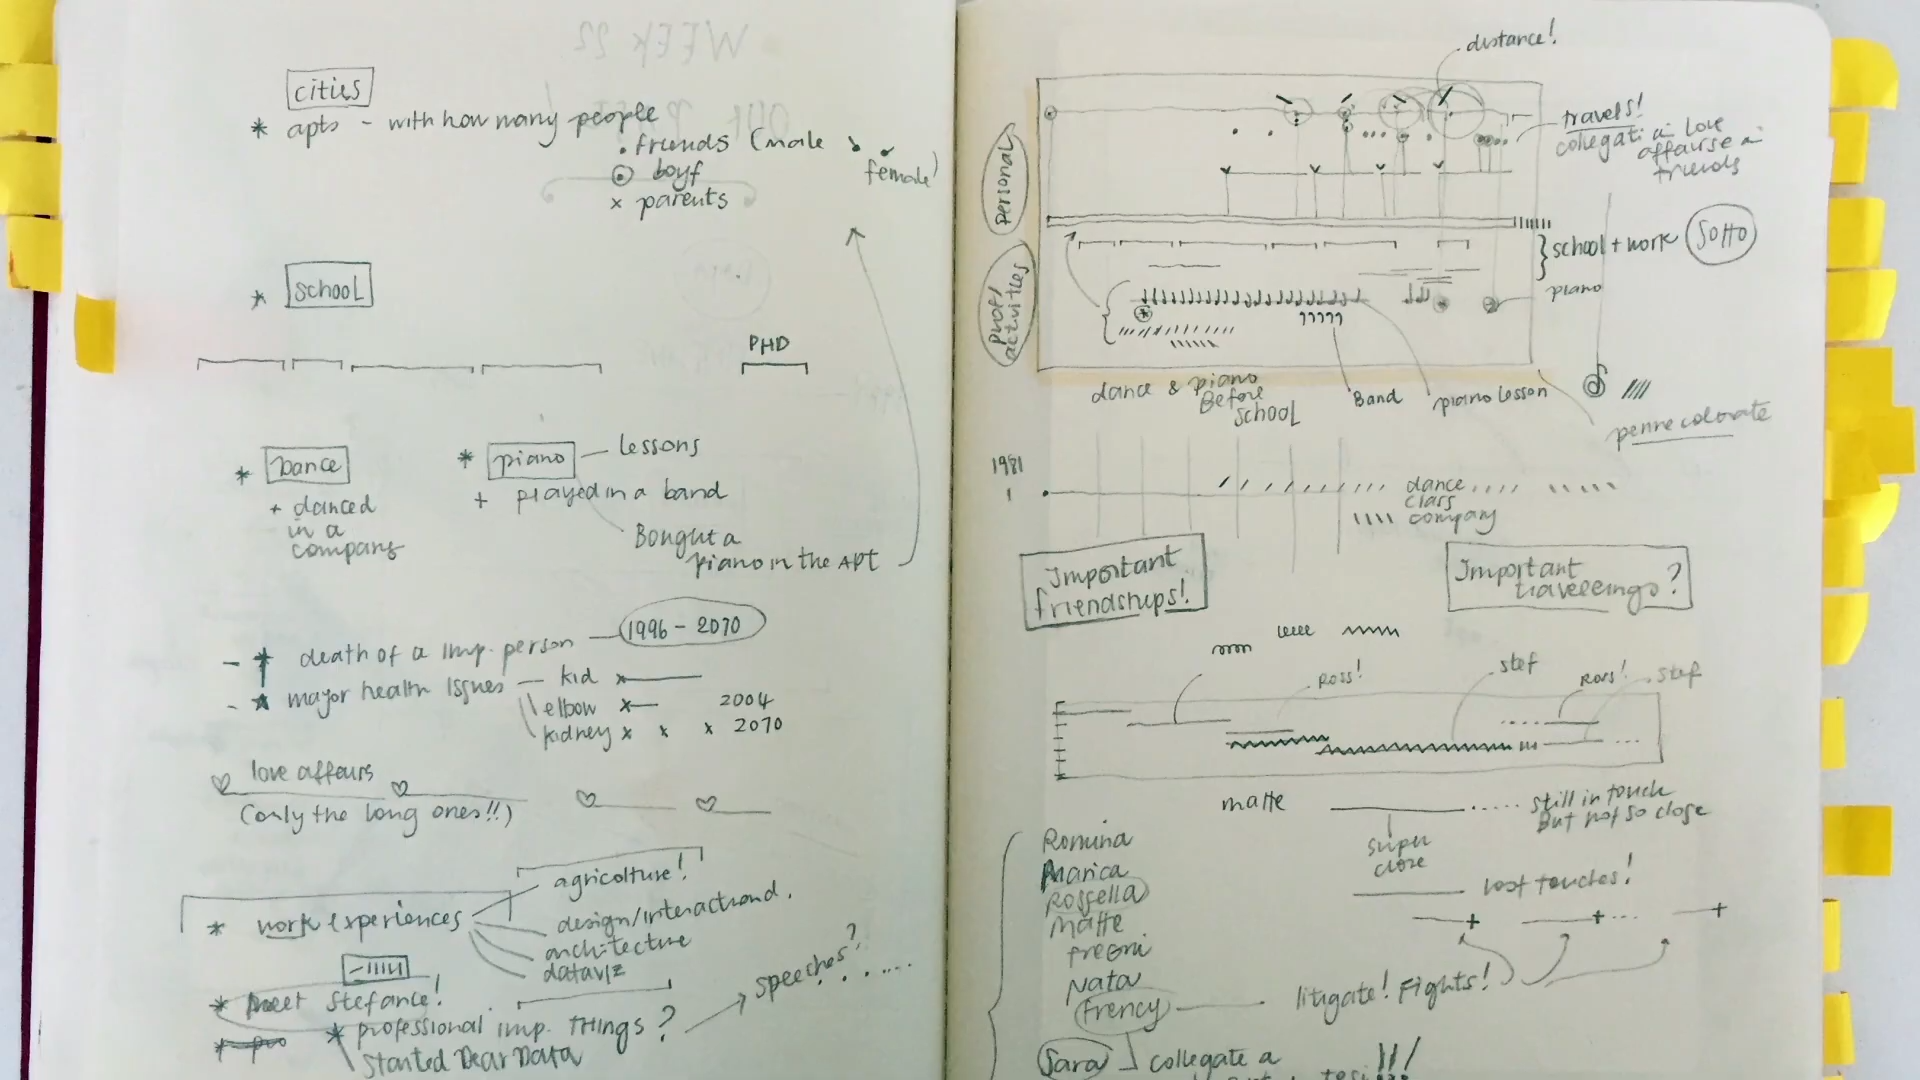 WEEK 22
cities
* apts - with how many people
. friends (male
female)
boyf
x parents
* school
PHD
* Dance
+ danced
in a
company
* piano — lessons
+ played in a band
Bought a
piano in the APT
death of a imp. person — 1996 - 2070
major health issues — kid x
elbow x 2004
kidney x x x 2070
love affairs
(only the long ones!!)
* work experiences
agricolture!
design/interaction d.
architecture
dataviz
* meet Stefanie!
* professional imp. THINGS?
speeches?
started Dear Data
distance!
travels!
collegati a love
affairs e a
friends
personal
activities
school + work
SOTTO
piano
dance & piano
Before
school
Band
piano lesson
penne colorate
1981
dance
class
company
Important
friendships!
Important
travelings?
Ross!
stef
Ross!
stef
matte
still in touch
But not so close
super
close
lost touches!
Romina
Marica
Rossella
Matte
Nata
Frency
litigate! Fights!
Sara
collegate a
tesi!!!